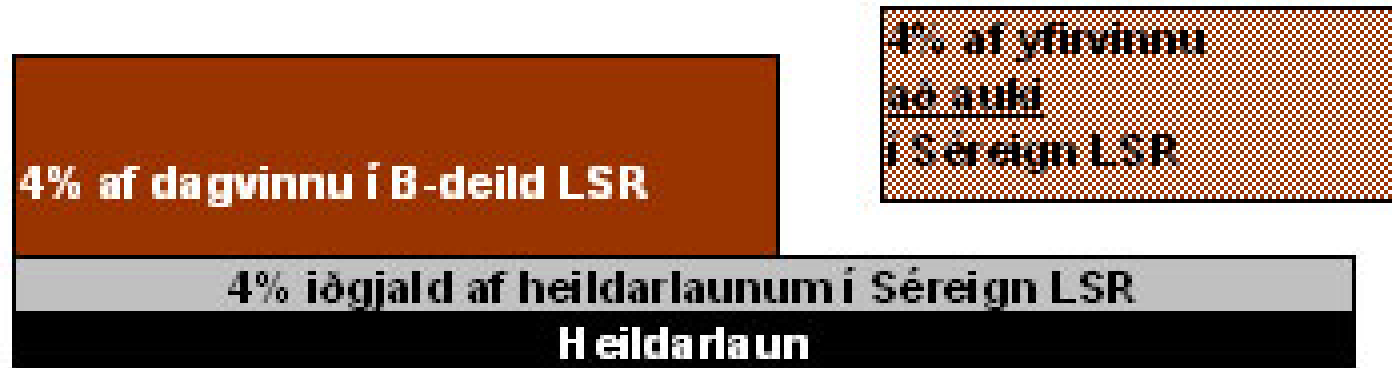 4% af yfirvinnu
að auki
í Séreign LSR
4% af dagvinnu í B-deild LSR
4% iðgjald af heildarlaunum í Séreign LSR
Heildarlaun